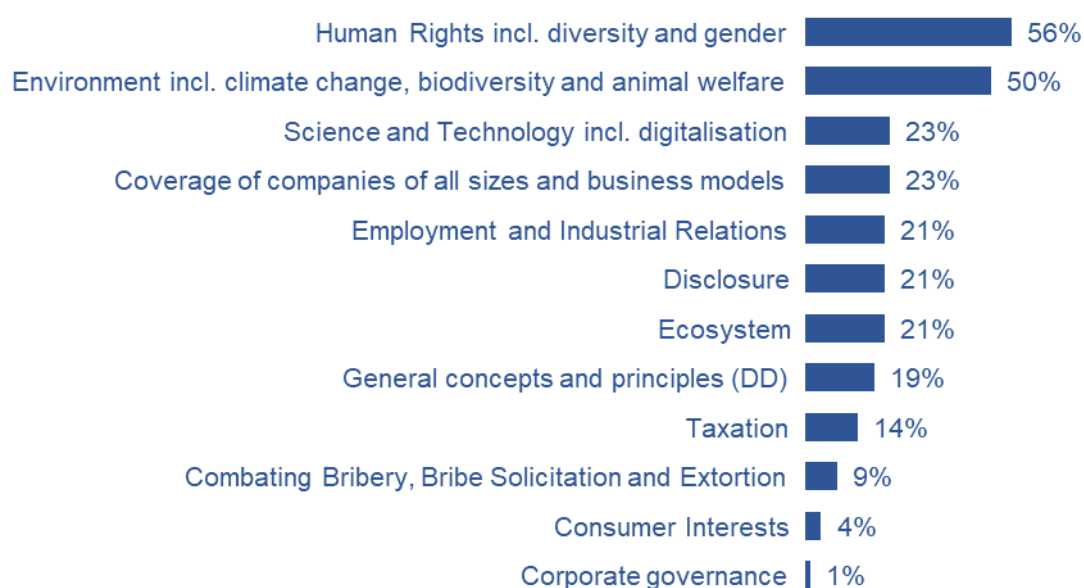 Human Rights incl. diversity and gender 56%
Environment incl. climate change, biodiversity and animal welfare 50%
Science and Technology incl. digitalisation 23%
Coverage of companies of all sizes and business models 23%
Employment and Industrial Relations 21%
Disclosure 21%
Ecosystem 21%
General concepts and principles (DD) 19%
Taxation 14%
Combating Bribery, Bribe Solicitation and Extortion 9%
Consumer Interests 4%
Corporate governance 1%